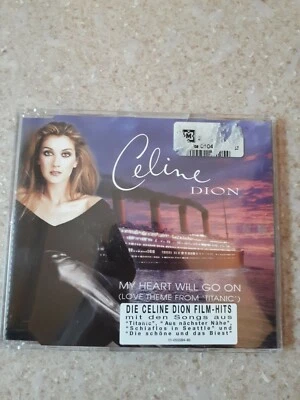 0104
Celine
DION
MY HEART WILL GO ON
(LOVE THEME FROM "TITANIC")
DIE CELINE DION FILM-HITS
mit den Songs aus
"Titanic", "Aus nächster Nähe",
"Schlaflos in Seattle" und
"Die schöne und das Biest"